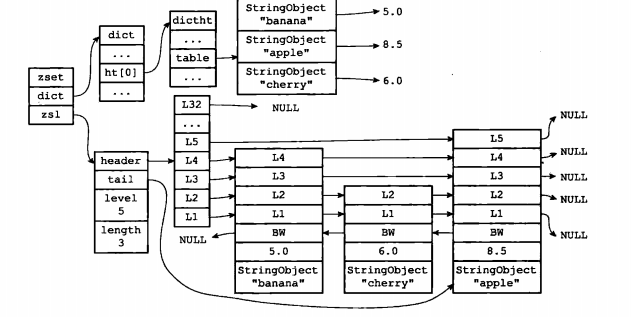 StringObject
"banana"
5.0
StringObject
"apple"
8.5
StringObject
"cherry"
6.0
dictht
...
table
...
dict
...
ht[0]
...
zset
dict
zsl
L32
NULL
...
L5
L4
L3
L2
L1
NULL
header
tail
level
5
length
3
L4
L3
L2
L1
BW
5.0
StringObject
"banana"
L2
L1
BW
6.0
StringObject
"cherry"
L5
L4
L3
L2
L1
BW
8.5
StringObject
"apple"
NULL
NULL
NULL
NULL
NULL